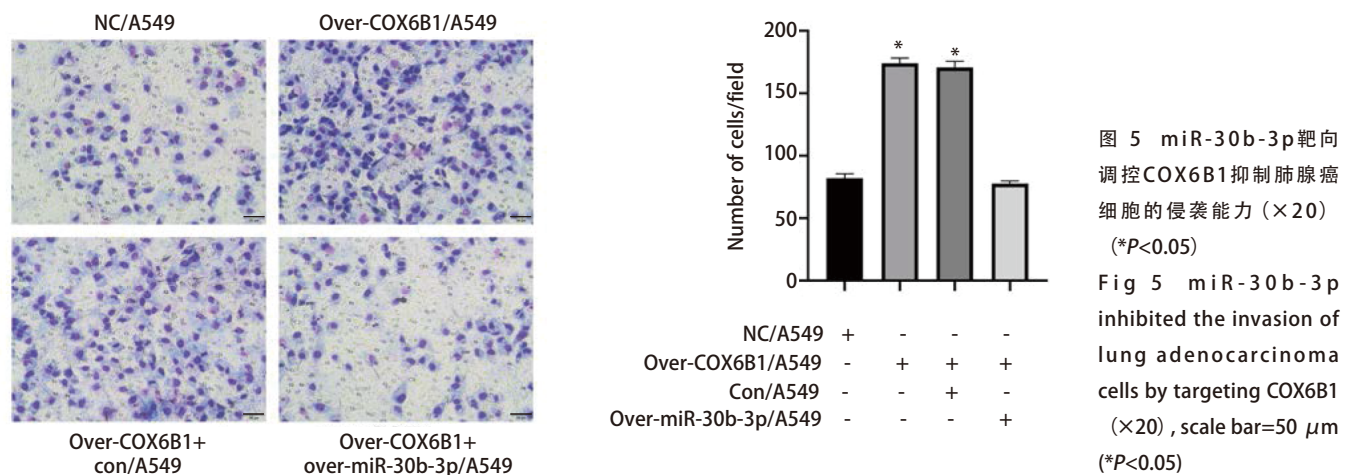 NC/A549
Over-COX6B1/A549
Over-COX6B1+
con/A549
Over-COX6B1+
over-miR-30b-3p/A549
Number of cells/field
200
150
100
50
0
*
*
NC/A549 + - - -
Over-COX6B1/A549 - + + +
Con/A549 - - + -
Over-miR-30b-3p/A549 - - - +
图 5 miR-30b-3p靶向
调控COX6B1抑制肺腺癌
细胞的侵袭能力（×20）
（*P<0.05）
Fig 5 miR-30b-3p
inhibited the invasion of
lung adenocarcinoma
cells by targeting COX6B1
（×20）, scale bar=50 μm
(*P<0.05)